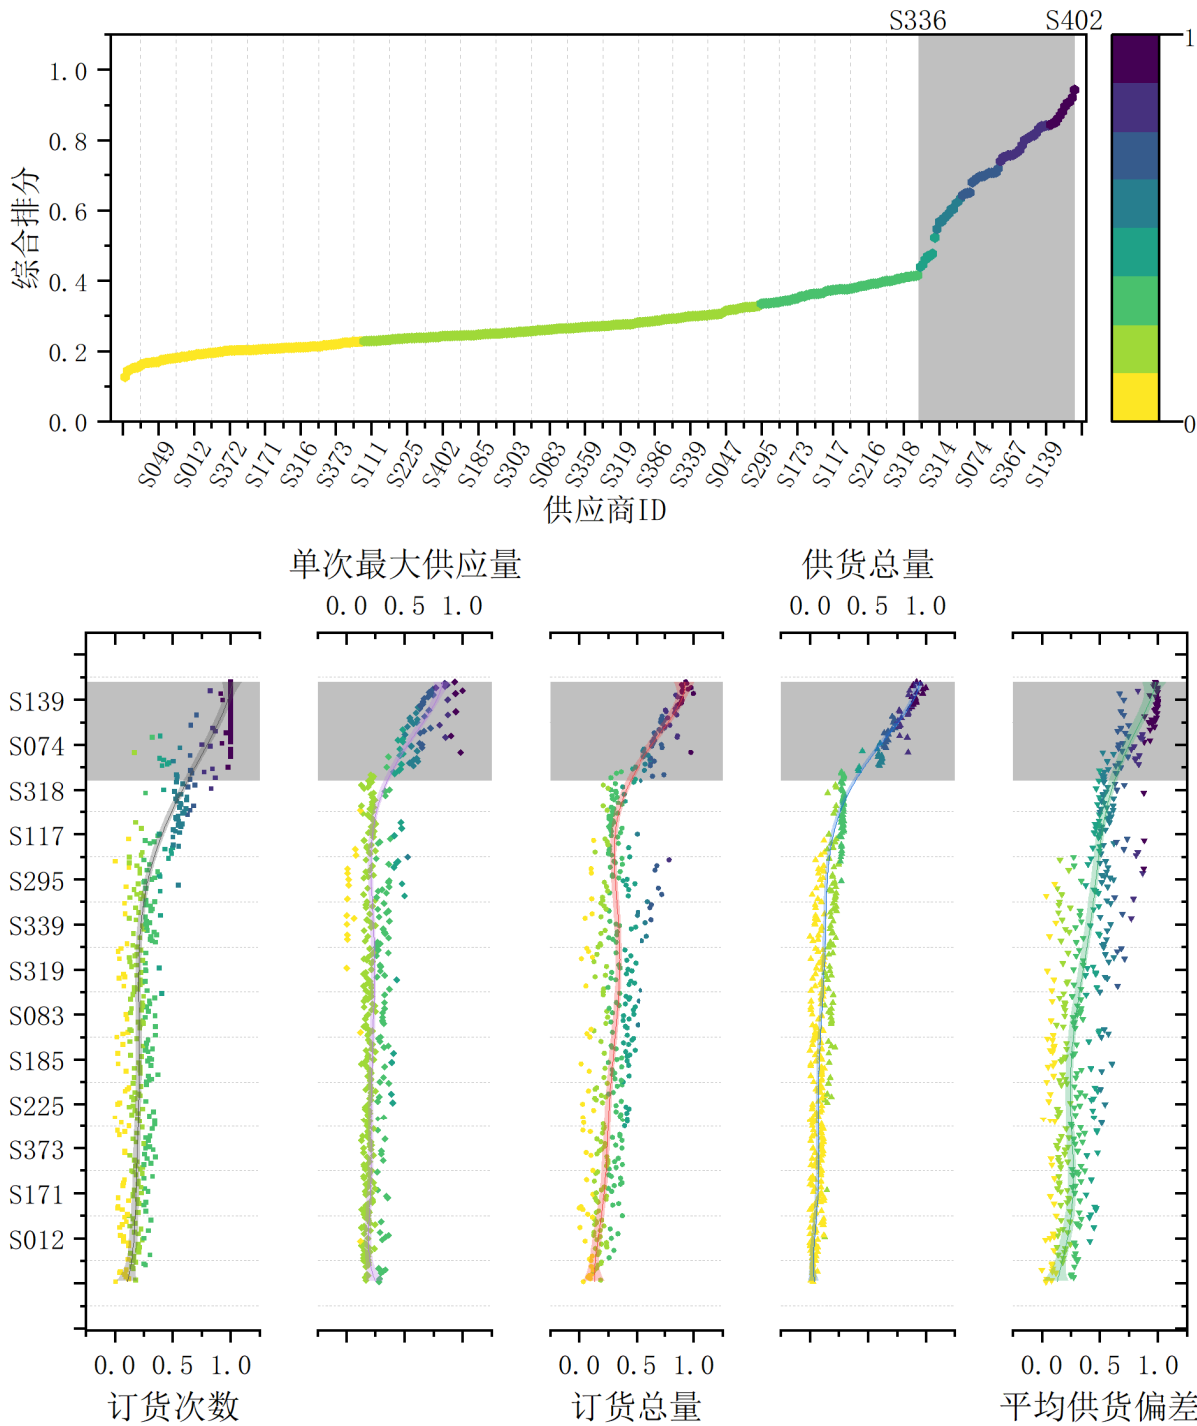 S336 S402
1
1.0
0.8
0.6
0.4
0.2
0.0
综合排分
0
S049 S012 S372 S171 S316 S373 S111 S225 S402 S185 S303 S083 S359 S319 S386 S339 S047 S295 S173 S117 S216 S318 S314 S074 S367 S139
供应商ID
单次最大供应量 供货总量
0.0 0.5 1.0 0.0 0.5 1.0
S139
S074
S318
S117
S295
S339
S319
S083
S185
S225
S373
S171
S012
0.0 0.5 1.0 0.0 0.5 1.0 0.0 0.5 1.0
订货次数 订货总量 平均供货偏差